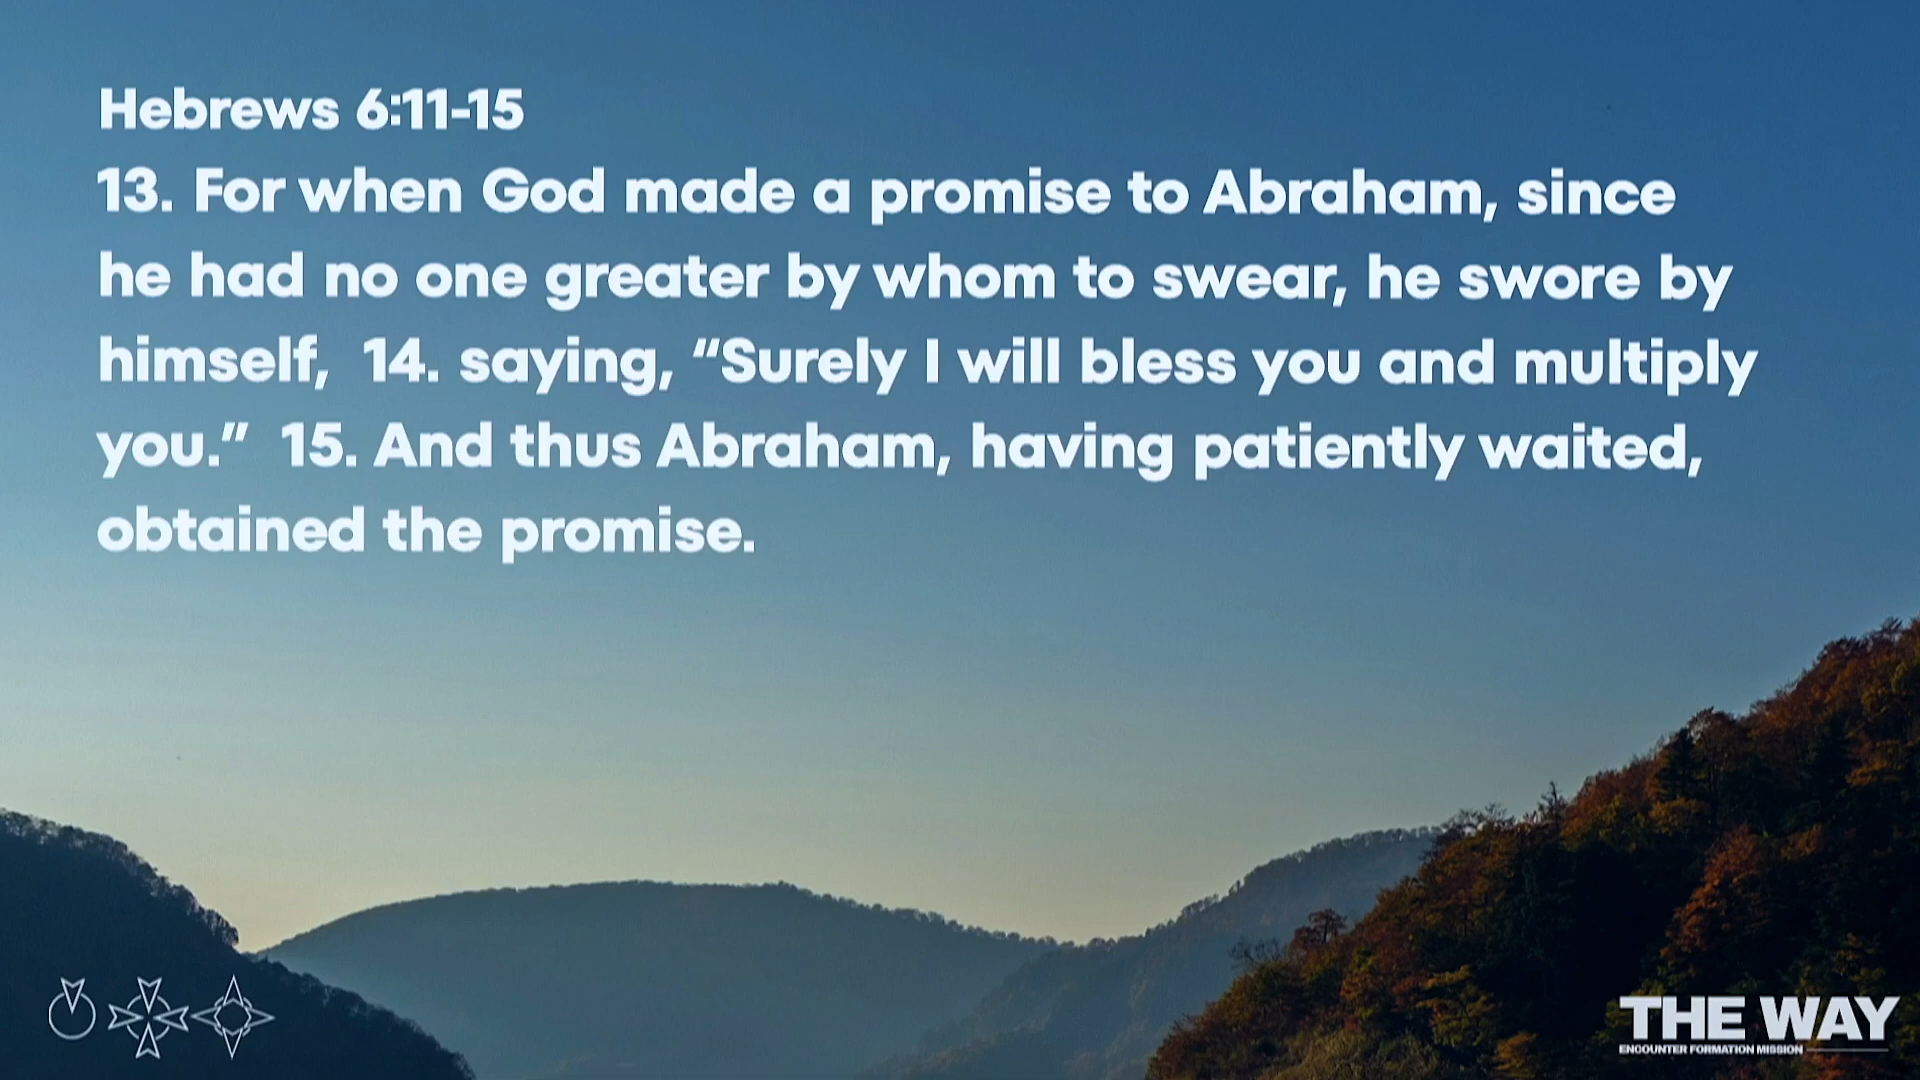 Hebrews 6:11-15
13. For when God made a promise to Abraham, since
he had no one greater by whom to swear, he swore by
himself,  14. saying, “Surely I will bless you and multiply
you.”  15. And thus Abraham, having patiently waited,
obtained the promise.
THE WAY
ENCOUNTER FORMATION MISSION